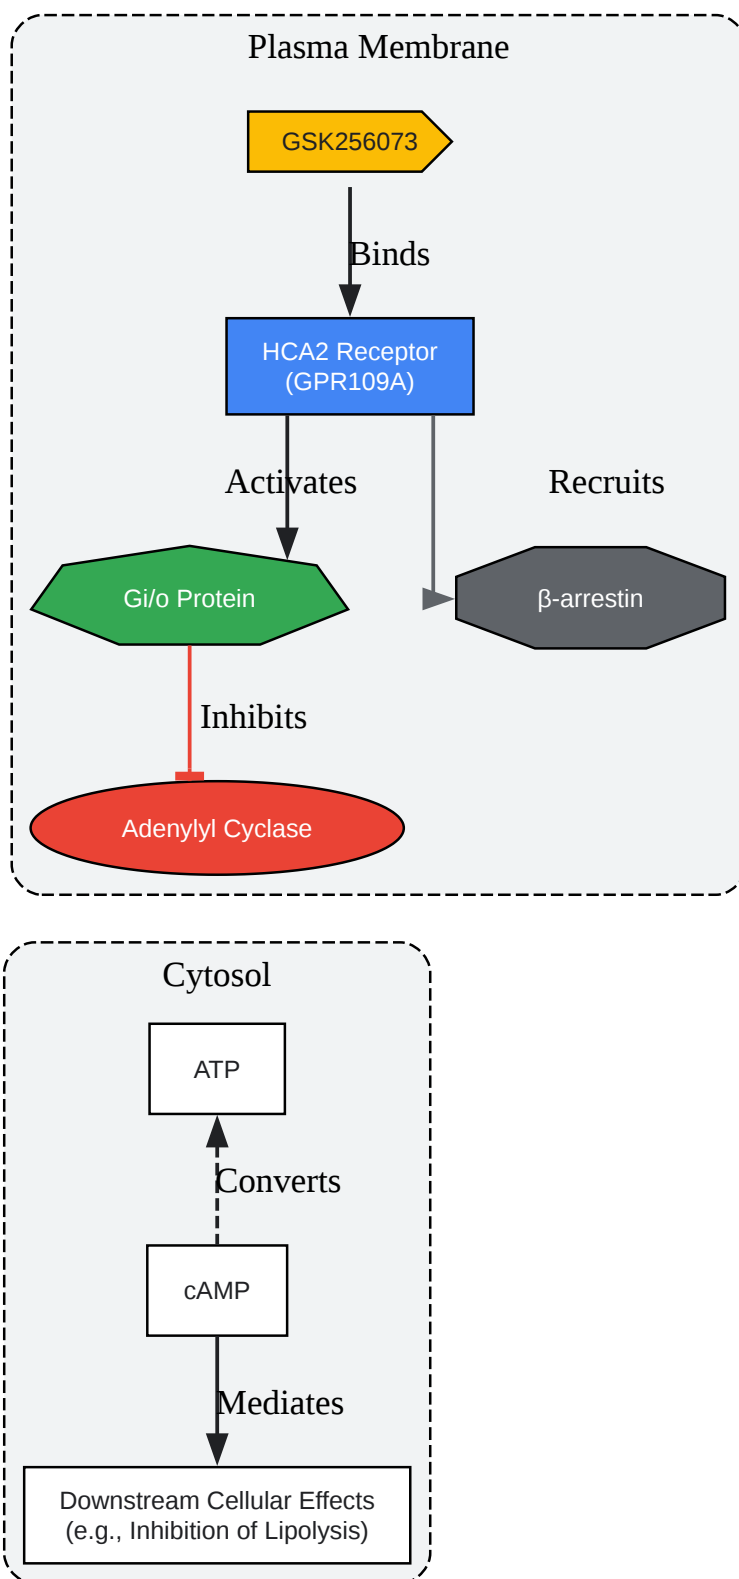 Plasma Membrane
GSK256073
Binds
HCA2 Receptor
(GPR109A)
Activates
Recruits
Gi/o Protein
β-arrestin
Inhibits
Adenylyl Cyclase
Cytosol
ATP
Converts
cAMP
Mediates
Downstream Cellular Effects
(e.g., Inhibition of Lipolysis)